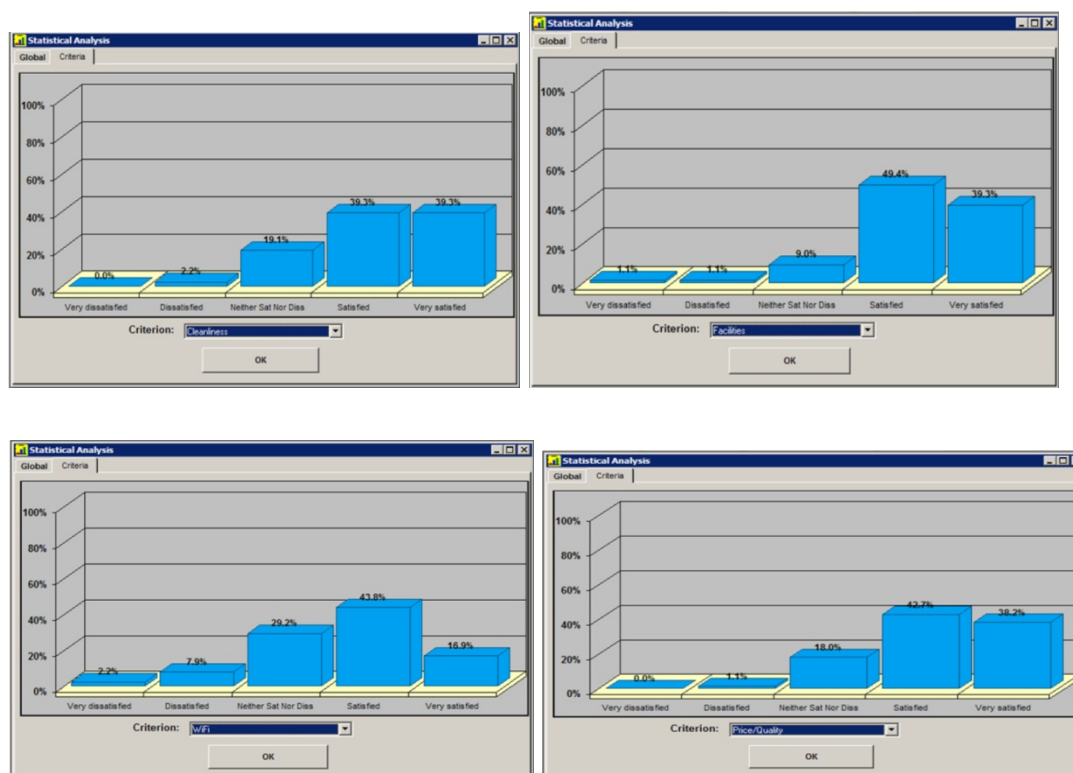 Statistical Analysis
Global Criteria
100%
80%
60%
40%
20%
0%
0.0%
2.2%
19.1%
39.3%
39.3%
Very dissatisfied Dissatisfied Neither Sat Nor Diss Satisfied Very satisfied
Criterion: Cleanliness
OK
Statistical Analysis
Global Criteria
100%
80%
60%
40%
20%
0%
1.1%
1.1%
9.0%
49.4%
39.3%
Very dissatisfied Dissatisfied Neither Sat Nor Diss Satisfied Very satisfied
Criterion: Facilities
OK
Statistical Analysis
Global Criteria
100%
80%
60%
40%
20%
0%
2.2%
7.9%
29.2%
43.8%
16.9%
Very dissatisfied Dissatisfied Neither Sat Nor Diss Satisfied Very satisfied
Criterion: WiFi
OK
Statistical Analysis
Global Criteria
100%
80%
60%
40%
20%
0%
0.0%
1.1%
18.0%
42.7%
38.2%
Very dissatisfied Dissatisfied Neither Sat Nor Diss Satisfied Very satisfied
Criterion: Price/Quality
OK